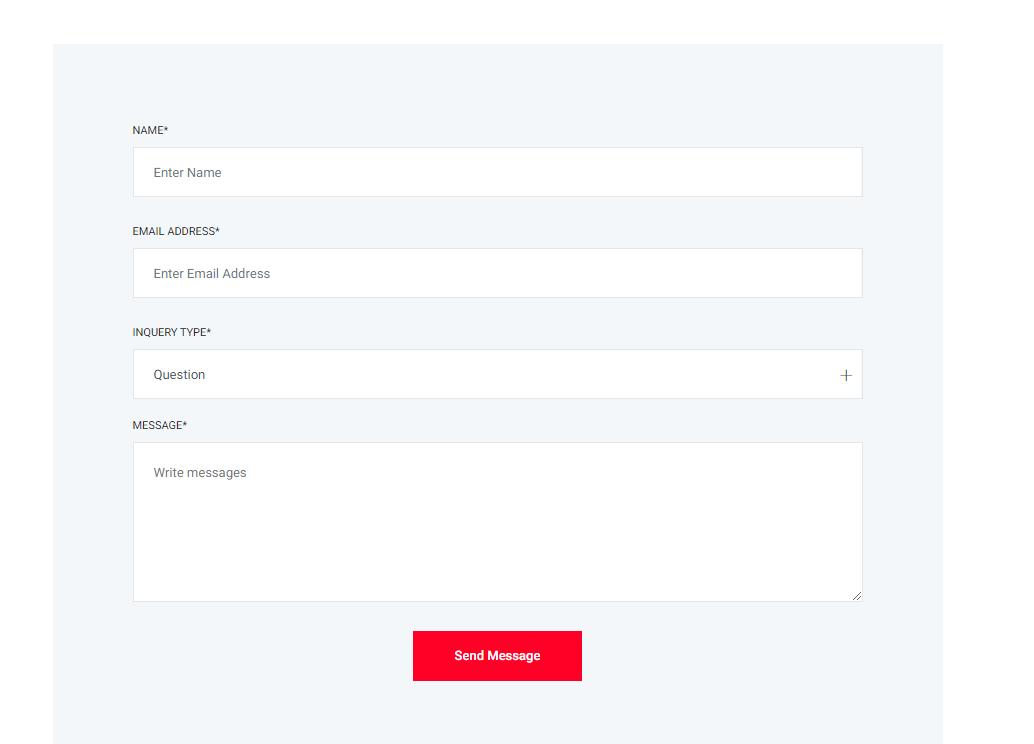 NAME*
Enter Name
EMAIL ADDRESS*
Enter Email Address
INQUERY TYPE*
Question
MESSAGE*
Write messages
Send Message